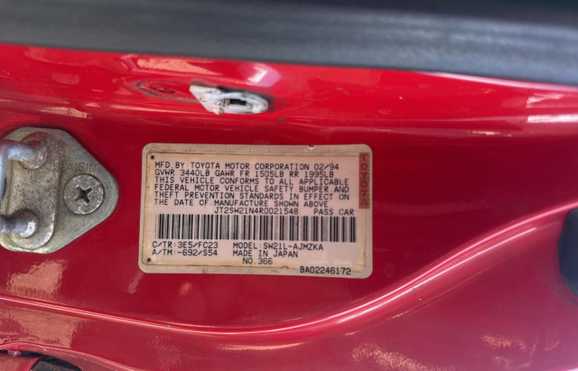 MFD.BY TOYOTA MOTOR CORPORATION 02/94
GVWR 3440LB GAWR FR 1505LB RR 1995LB
THIS VEHICLE CONFORMS TO ALL APPLICABLE
FEDERAL MOTOR VEHICLE SAFETY BUMPER AND
THEFT PREVENTION STANDARDS IN EFFECT ON
THE DATE OF MANUFACTURE SHOWN ABOVE
JT2SW21N4R0021548 PASS CAR
C/TR:3E5/FC23 MODEL:SW21L-AJMZKA
A/TM:-692/S54 MADE IN JAPAN
NO.366
BA02246172